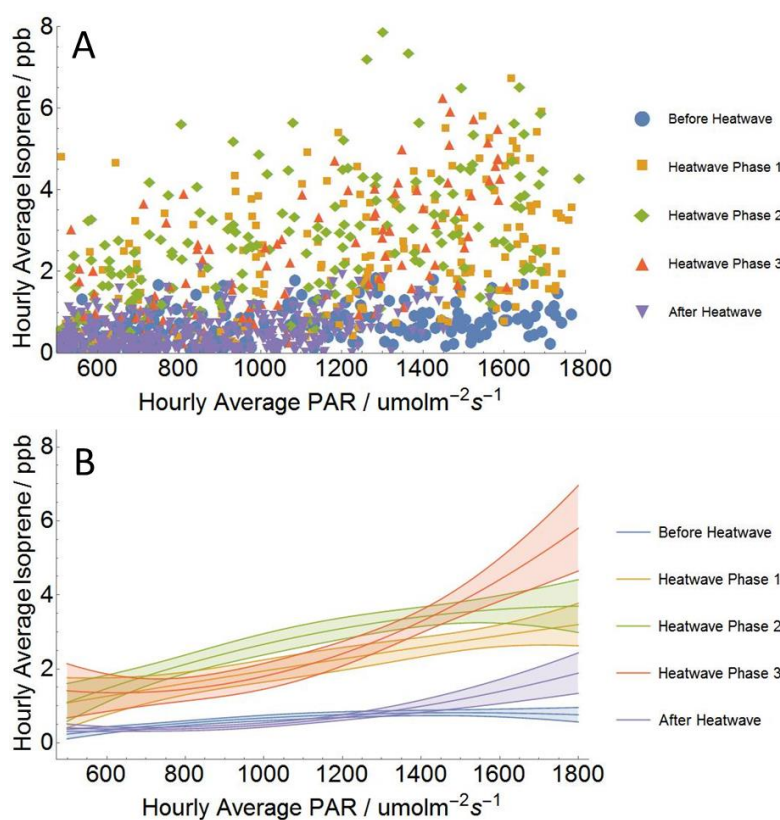 A
8
6
4
2
0
Hourly Average Isoprene / ppb
600 800 1000 1200 1400 1600 1800
Hourly Average PAR / umolm⁻²s⁻¹
Before Heatwave
Heatwave Phase 1
Heatwave Phase 2
Heatwave Phase 3
After Heatwave
B
8
6
4
2
0
Hourly Average Isoprene / ppb
600 800 1000 1200 1400 1600 1800
Hourly Average PAR / umolm⁻²s⁻¹
Before Heatwave
Heatwave Phase 1
Heatwave Phase 2
Heatwave Phase 3
After Heatwave